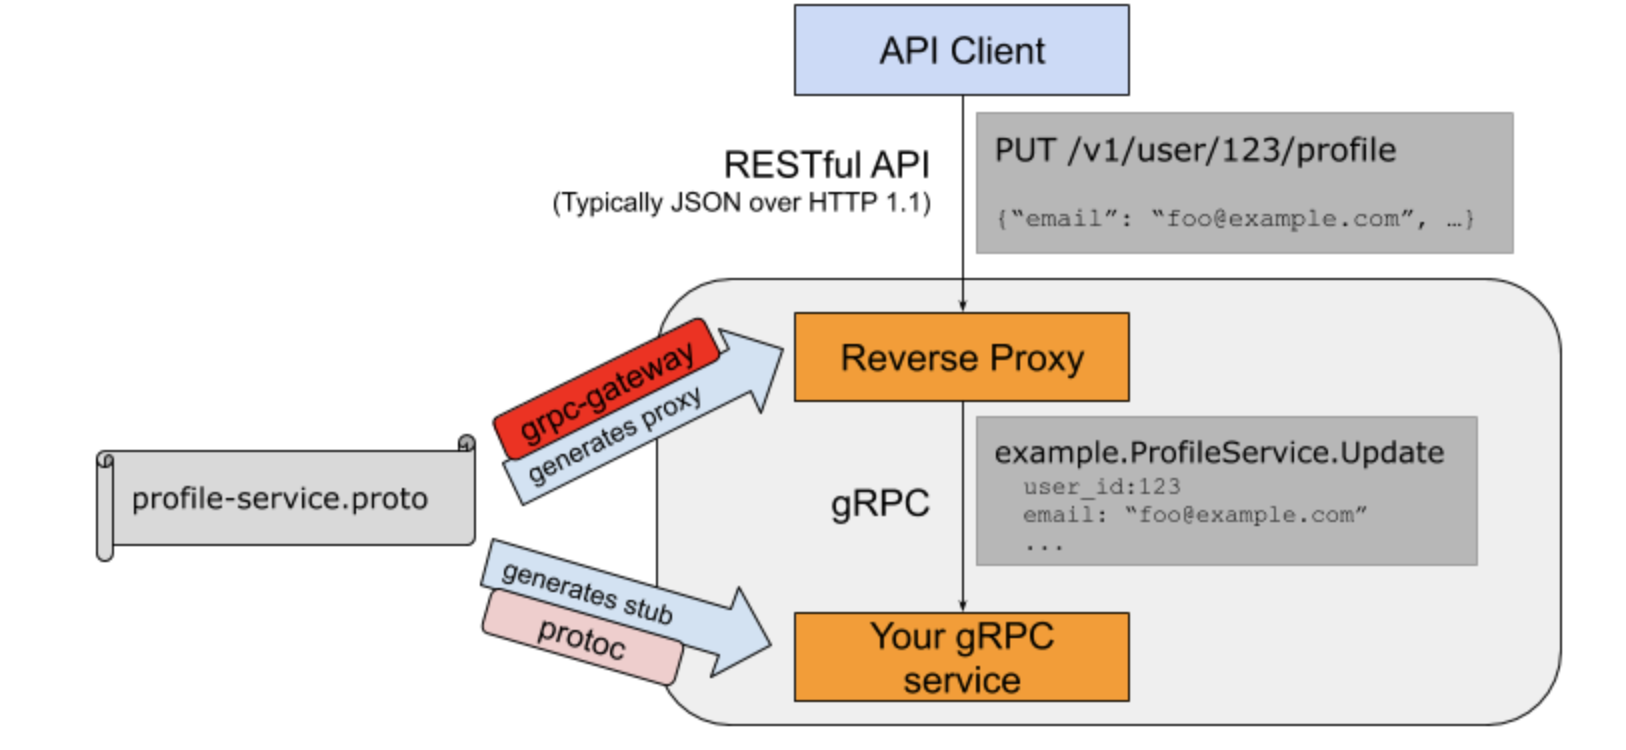 API Client
RESTful API
(Typically JSON over HTTP 1.1)
PUT /v1/user/123/profile
{“email”: “foo@example.com”, …}
Reverse Proxy
grpc-gateway
generates proxy
profile-service.proto
gRPC
example.ProfileService.Update
user_id:123
email: “foo@example.com”
...
generates stub
protoc
Your gRPC
service